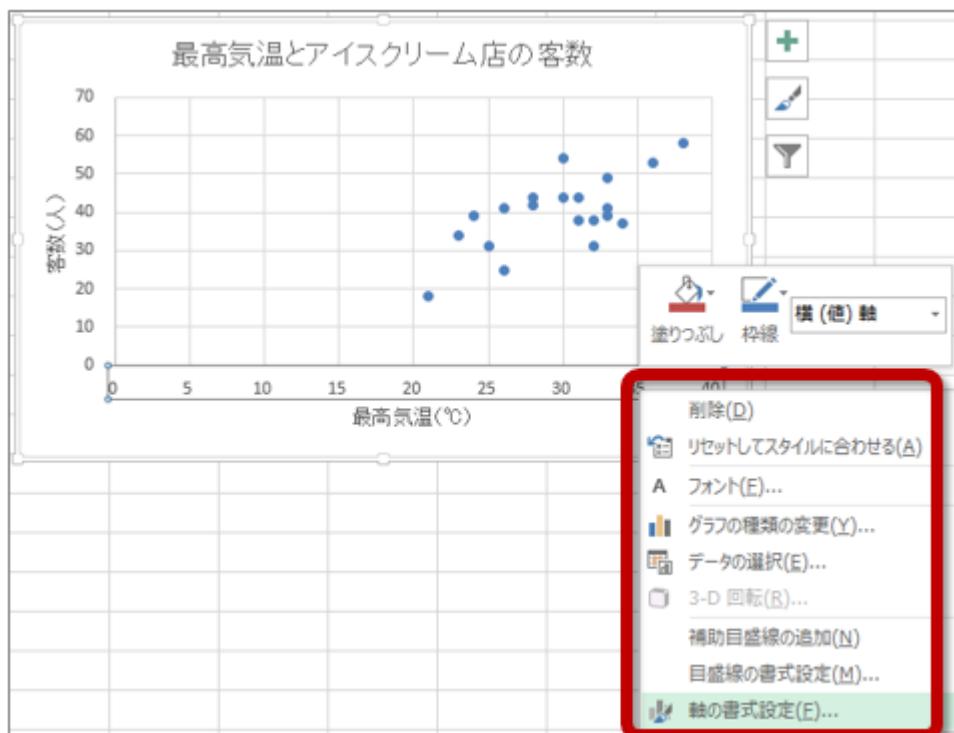 最高気温とアイスクリーム店の客数
70
60
50
40
30
20
10
0
客数(人)
0 5 10 15 20 25 30 35 40
最高気温(℃)
塗りつぶし 枠線 横 (値) 軸
削除(D)
リセットしてスタイルに合わせる(A)
A フォント(F)...
グラフの種類の変更(Y)...
データの選択(E)...
3-D 回転(R)...
補助目盛線の追加(N)
目盛線の書式設定(M)...
軸の書式設定(F)...